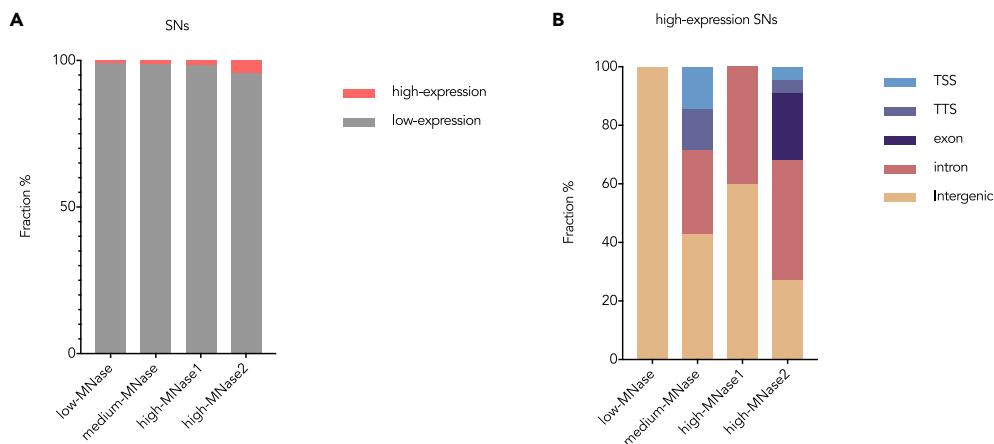 A
SNs
Fraction %
100
50
0
low-MNase
medium-MNase
high-MNase1
high-MNase2
high-expression
low-expression
B
high-expression SNs
Fraction %
100
80
60
40
20
0
low-MNase
medium-MNase
high-MNase1
high-MNase2
TSS
TTS
exon
intron
Intergenic